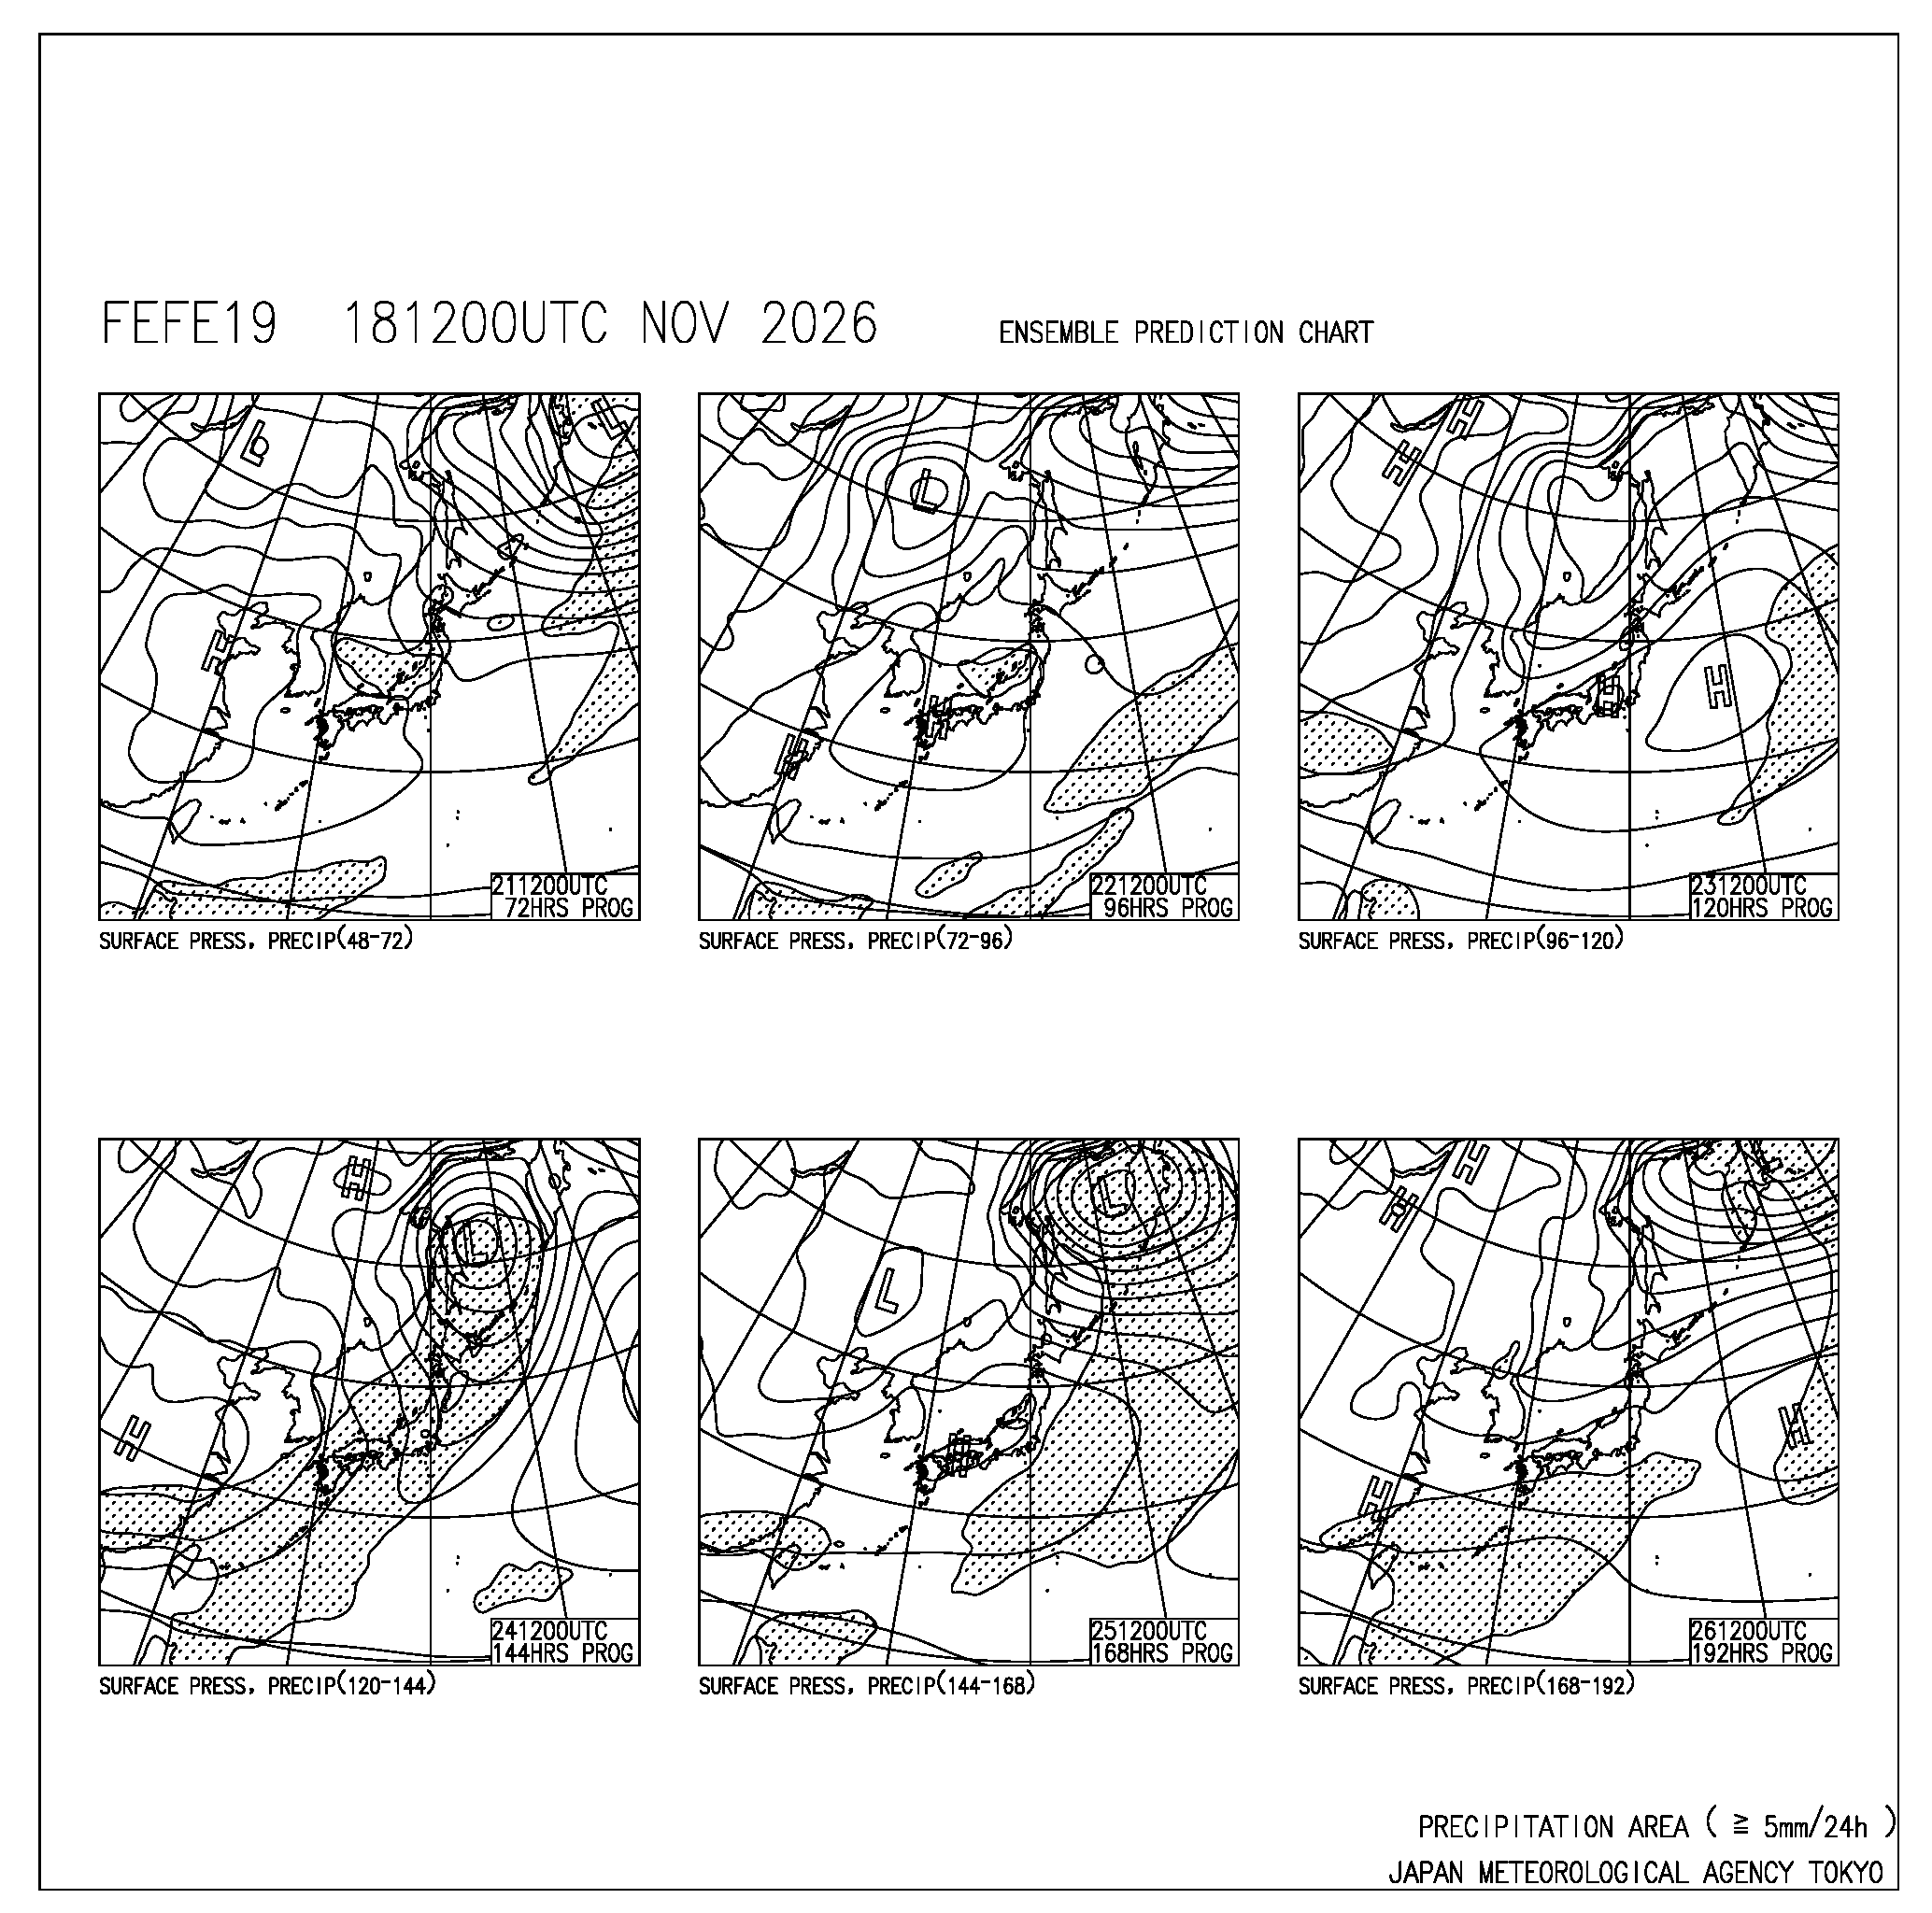 FEFE19 181200UTC NOV 2026 ENSEMBLE PREDICTION CHART
L L
H
211200UTC
72HRS PROG
SURFACE PRESS, PRECIP(48-72)
L
H
H
221200UTC
96HRS PROG
SURFACE PRESS, PRECIP(72-96)
H
H
H
H
231200UTC
120HRS PROG
SURFACE PRESS, PRECIP(96-120)
H
L
H
241200UTC
144HRS PROG
SURFACE PRESS, PRECIP(120-144)
L
L
H
251200UTC
168HRS PROG
SURFACE PRESS, PRECIP(144-168)
H
H
H
H
261200UTC
192HRS PROG
SURFACE PRESS, PRECIP(168-192)
PRECIPITATION AREA ( ≧ 5mm/24h )
JAPAN METEOROLOGICAL AGENCY TOKYO